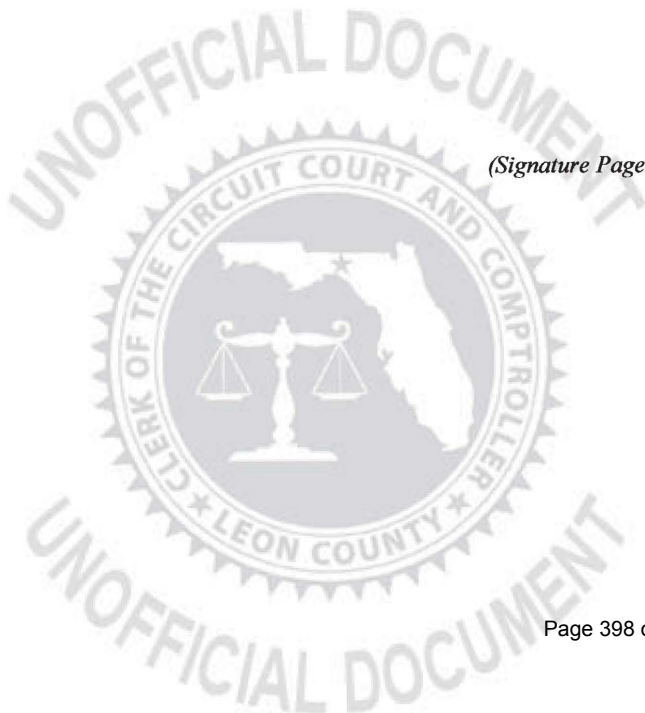 UNOFFICIAL DOCUMENT
(Signature Page
CLERK OF THE CIRCUIT COURT AND COMPTROLLER
★ LEON COUNTY ★
Page 398 o
UNOFFICIAL DOCUMENT